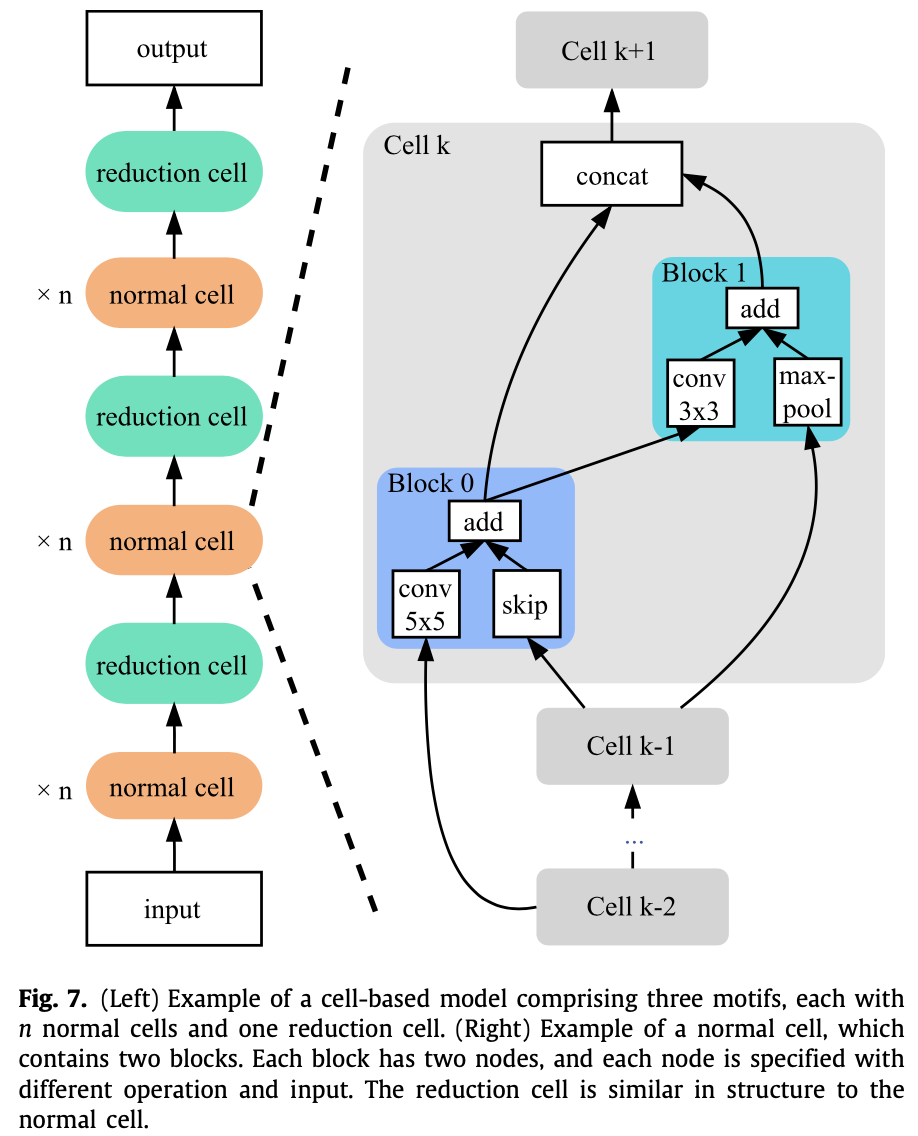 output
reduction cell
× n
normal cell
reduction cell
× n
normal cell
reduction cell
× n
normal cell
input
Cell k+1
Cell k
concat
Block 1
add
conv
3x3
max-
pool
Block 0
add
conv
5x5
skip
Cell k-1
...
Cell k-2
Fig. 7. (Left) Example of a cell-based model comprising three motifs, each with
n normal cells and one reduction cell. (Right) Example of a normal cell, which
contains two blocks. Each block has two nodes, and each node is specified with
different operation and input. The reduction cell is similar in structure to the
normal cell.